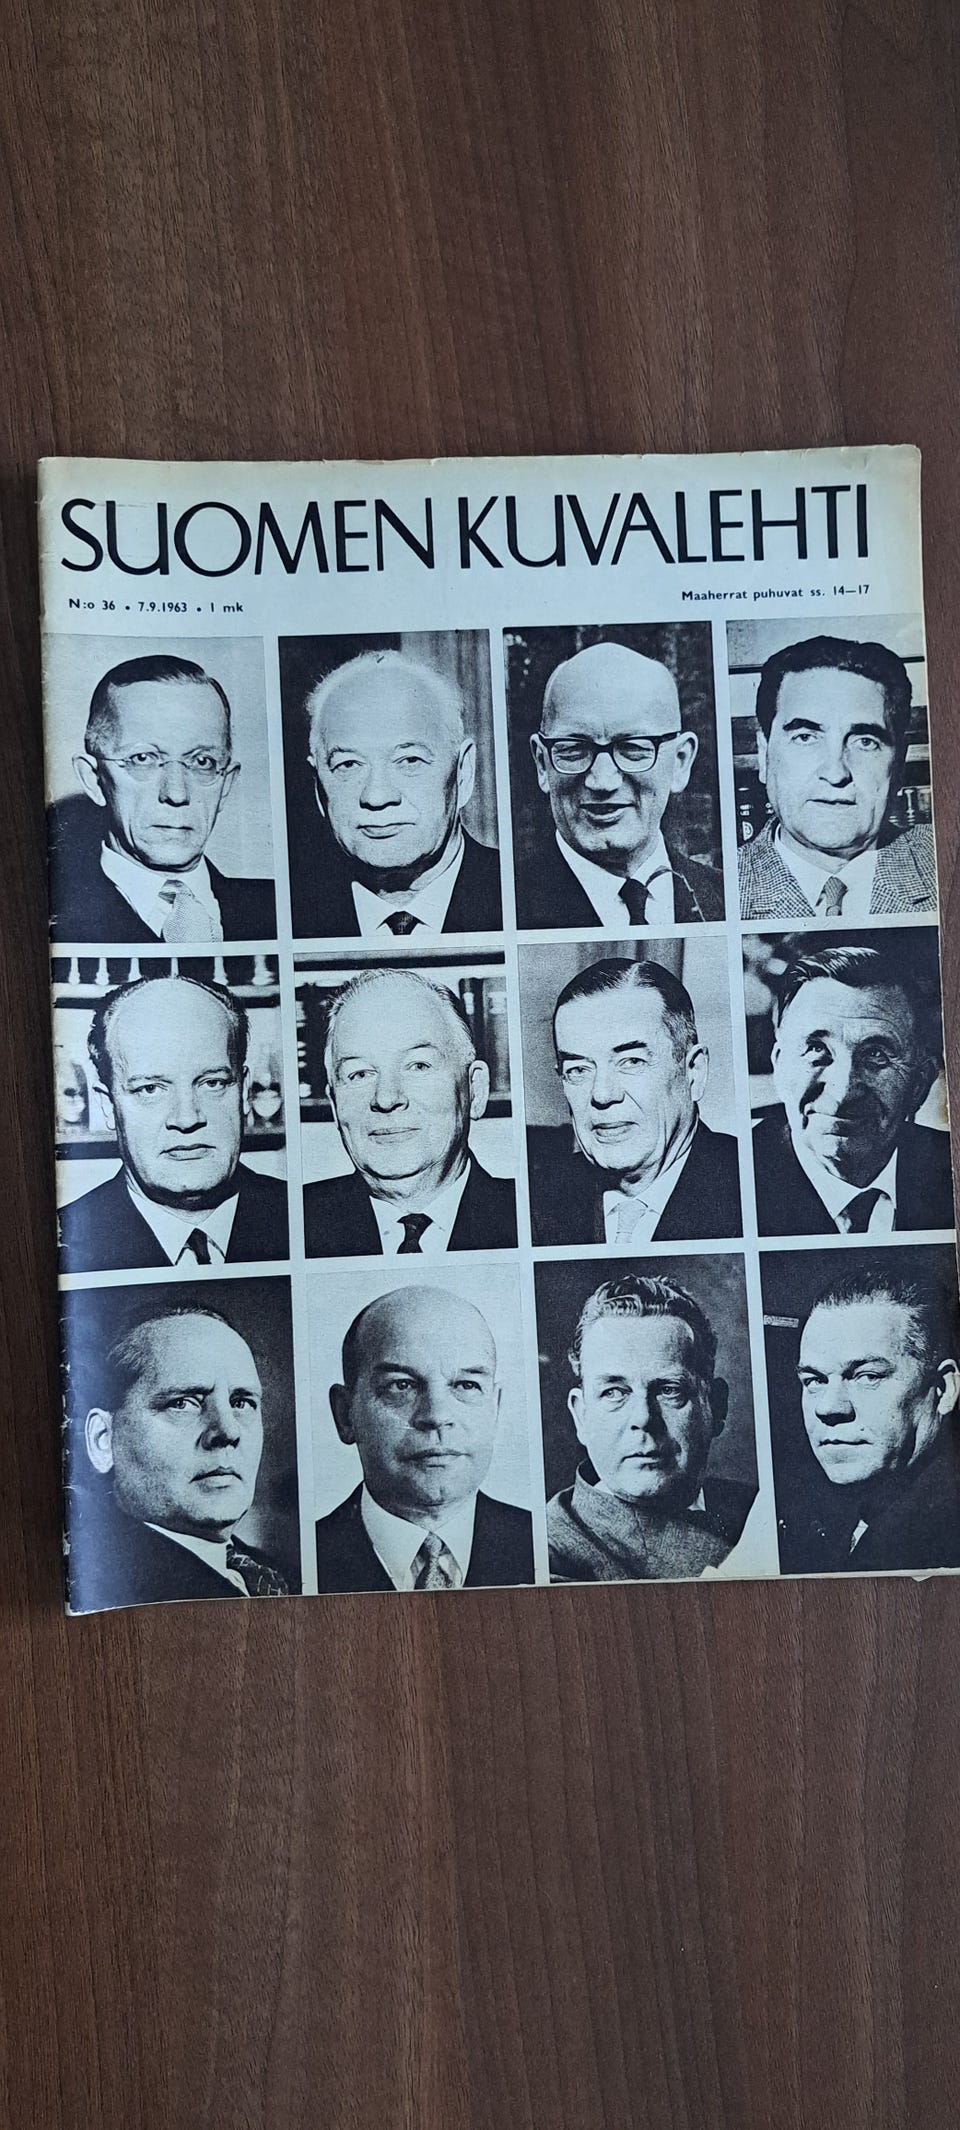 SUOMEN KUVALEHTI
N:o 36 • 7.9.1963 • 1 mk
Maaherrat puhuvat ss. 14—17